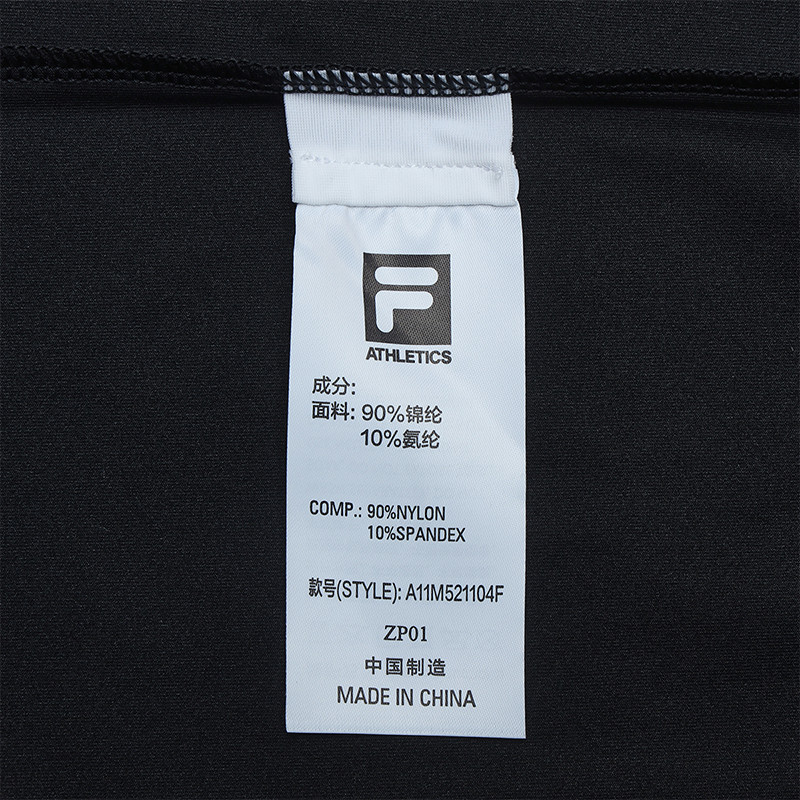 F
ATHLETICS
成分:
面料: 90%锦纶
10%氨纶
COMP.: 90%NYLON
10%SPANDEX
款号(STYLE): A11M521104F
ZP01
中国制造
MADE IN CHINA